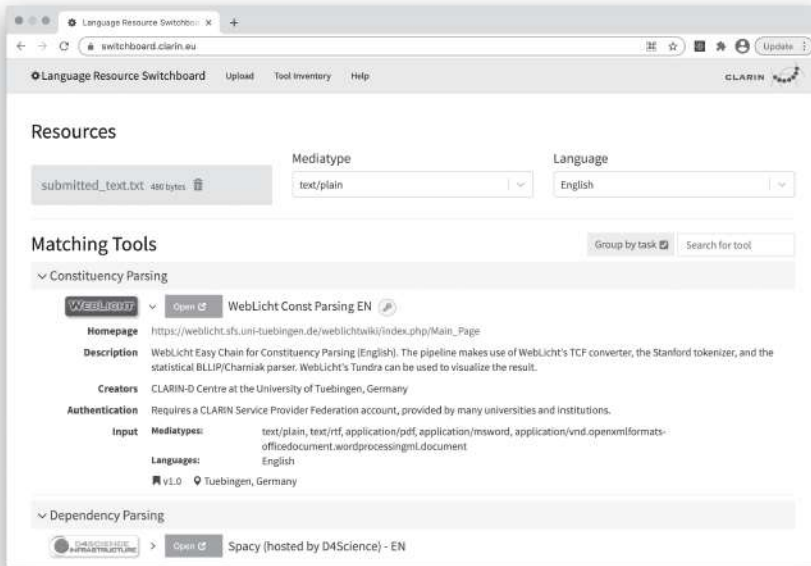 Language Resource Switchboard
switchboard.clarin.eu
Update
Language Resource Switchboard Upload Tool Inventory Help CLARIN
Resources
Mediatype Language
submitted_text.txt 480 bytes text/plain English
Matching Tools Group by task Search for tool
Constituency Parsing
WEBLICHT Open WebLicht Const Parsing EN
Homepage https://weblicht.sfs.uni-tuebingen.de/weblichtwiki/index.php/Main_Page
Description WebLicht Easy Chain for Constituency Parsing (English). The pipeline makes use of WebLicht's TCF converter, the Stanford tokenizer, and the
statistical BLLIP/Charniak parser. WebLicht's Tundra can be used to visualize the result.
Creators CLARIN-D Centre at the University of Tuebingen, Germany
Authentication Requires a CLARIN Service Provider Federation account, provided by many universities and institutions.
Input Mediatypes: text/plain, text/rtf, application/pdf, application/msword, application/vnd.openxmlformats-
officedocument.wordprocessingml.document
Languages: English
v1.0 Tuebingen, Germany
Dependency Parsing
D4SCIENCE INFRASTRUCTURE Open Spacy (hosted by D4Science) - EN